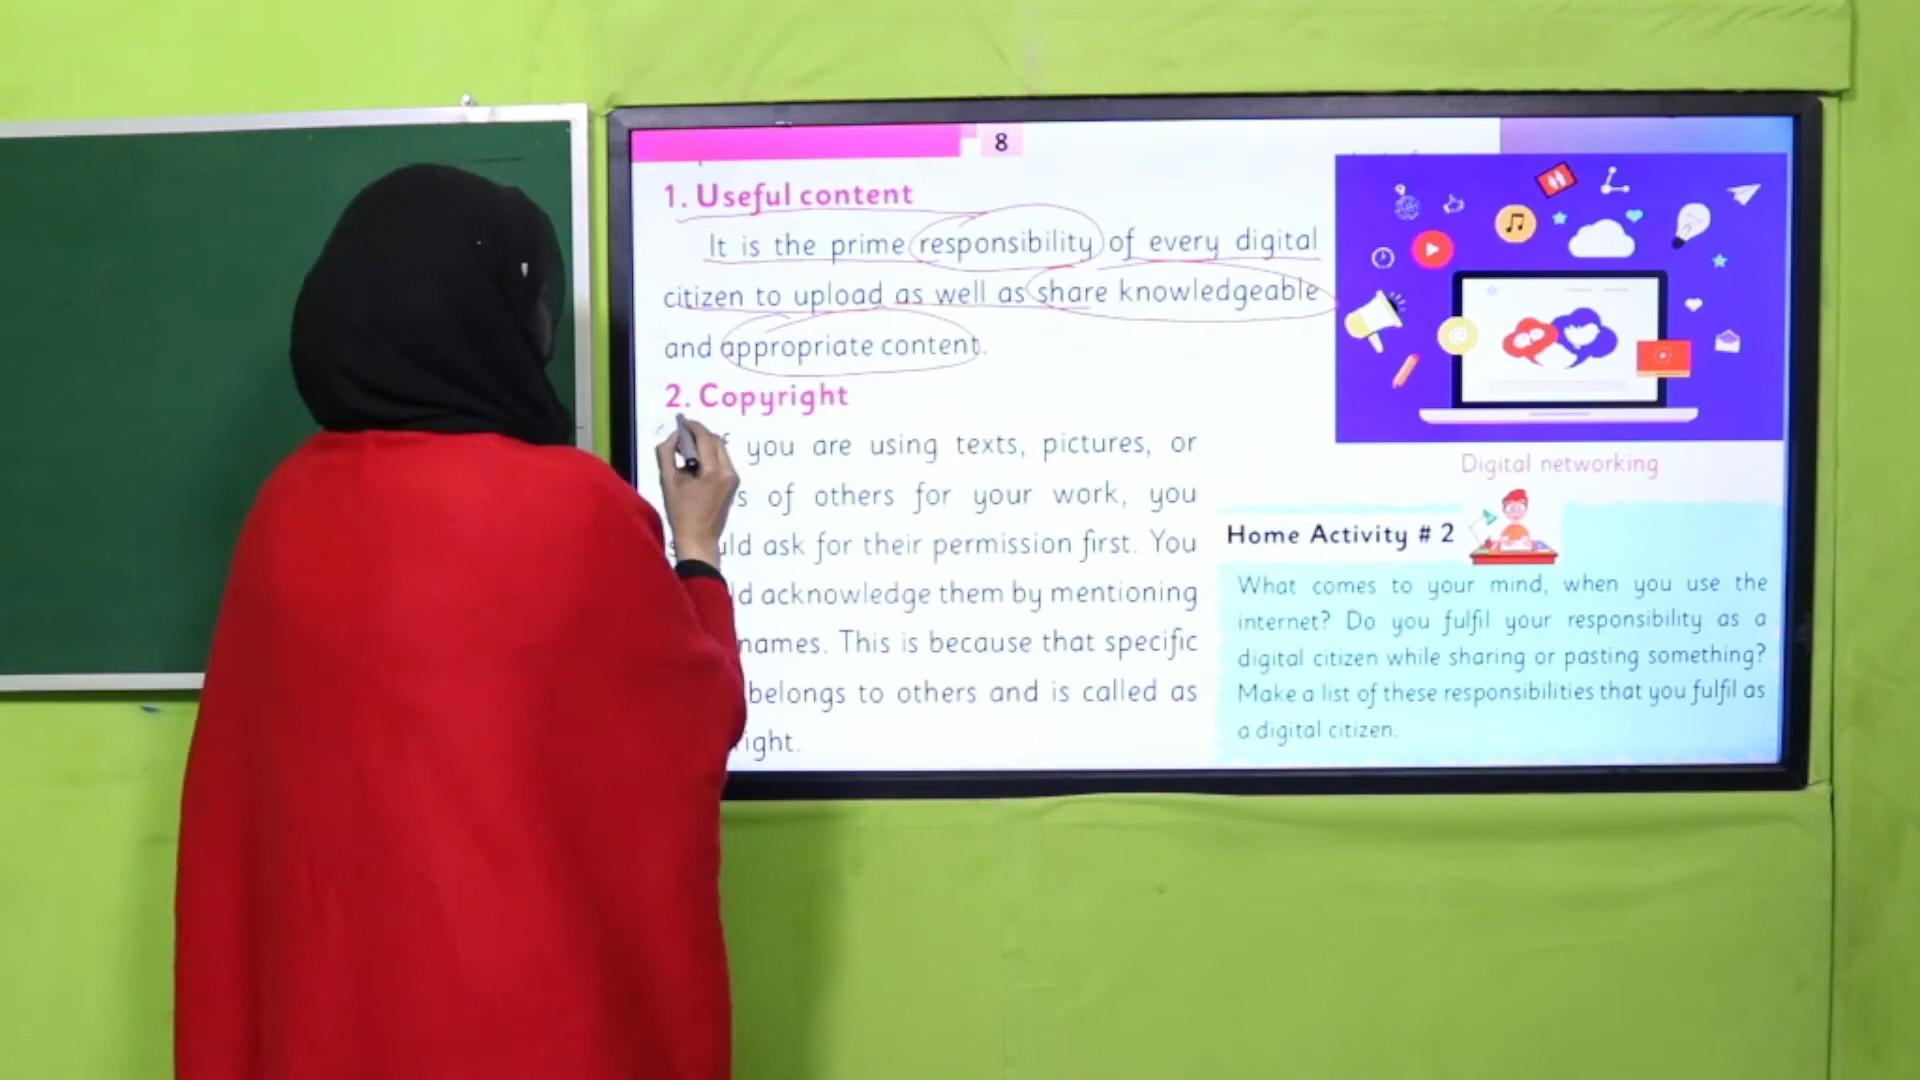 8
1. Useful content
It is the prime responsibility of every digital
citizen to upload as well as share knowledgeable
and appropriate content.
2. Copyright
you are using texts, pictures, or
of others for your work, you
ask for their permission first. You
acknowledge them by mentioning
names. This is because that specific
belongs to others and is called as
Digital networking
Home Activity # 2
What comes to your mind, when you use the
internet? Do you fulfil your responsibility as a
digital citizen while sharing or pasting something?
Make a list of these responsibilities that you fulfil as
a digital citizen.